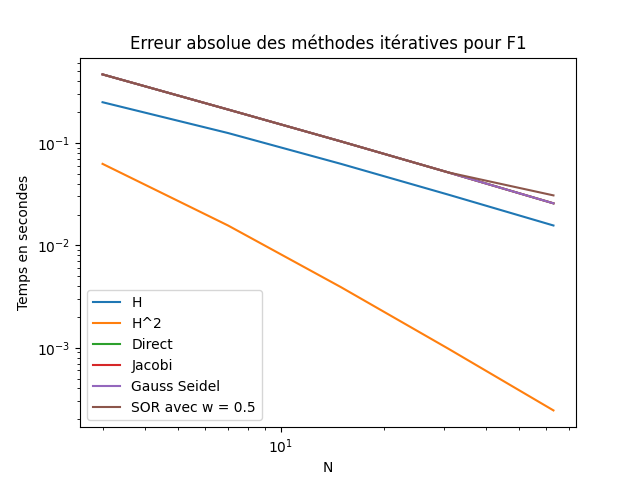 Erreur absolue des méthodes itératives pour F1
Temps en secondes
10^-1
10^-2
10^-3
H
H^2
Direct
Jacobi
Gauss Seidel
SOR avec w = 0.5
10^1
N